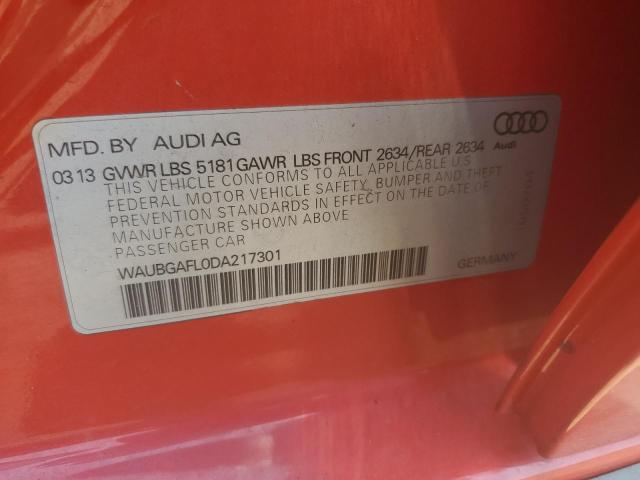 MFD. BY AUDI AG
Audi
03 13 GVWR LBS 5181 GAWR LBS FRONT 2634/REAR 2634
THIS VEHICLE CONFORMS TO ALL APPLICABLE U.S
FEDERAL MOTOR VEHICLE SAFETY, BUMPER AND THEFT
PREVENTION STANDARDS IN EFFECT ON THE DATE OF
MANUFACTURE SHOWN ABOVE
PASSENGER CAR
WAUBGAFL0DA217301
GERMANY